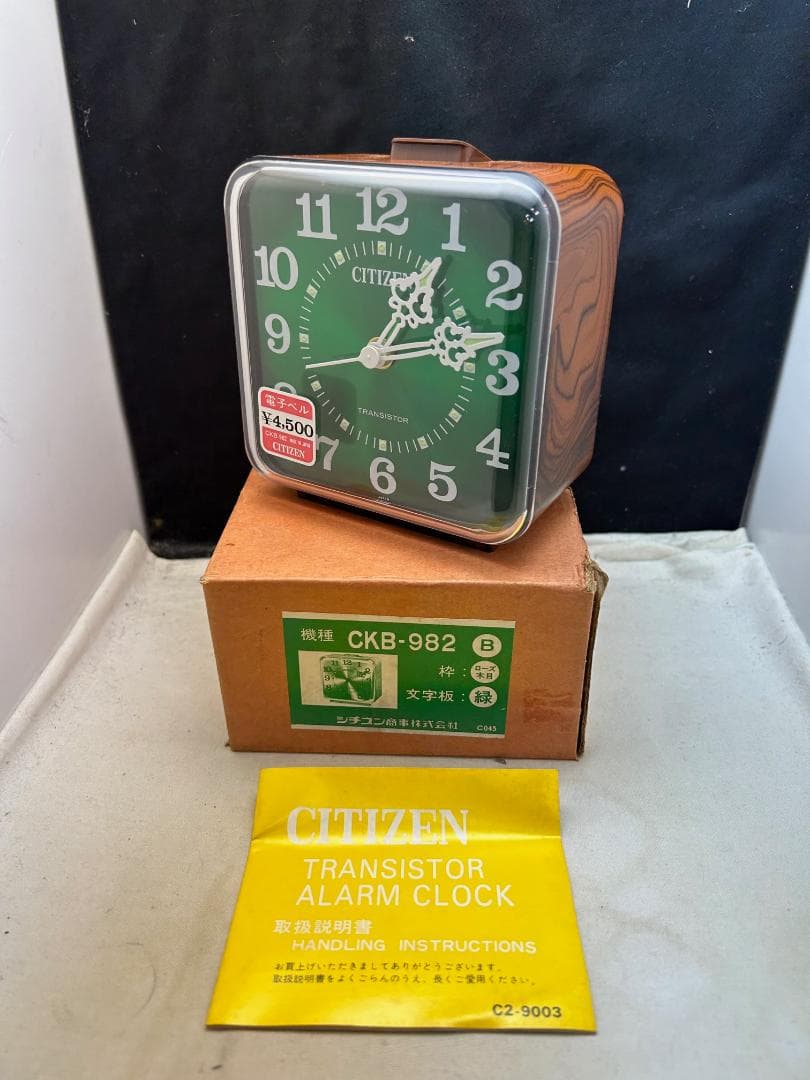 11 12 1
10 2
9 3
7 6 5 4
CITIZEN
TRANSISTOR
電子ベル
¥4,500
CKB-982
CITIZEN
機種 CKB-982 B
枠:ローズ木目
文字板:緑
シチズン商事株式会社 C045
CITIZEN
TRANSISTOR
ALARM CLOCK
取扱説明書
HANDLING INSTRUCTIONS
お買上げいただきましてありがとうございます。
取扱説明書をよくごらんのうえ、長くご愛用ください。
C2-9003